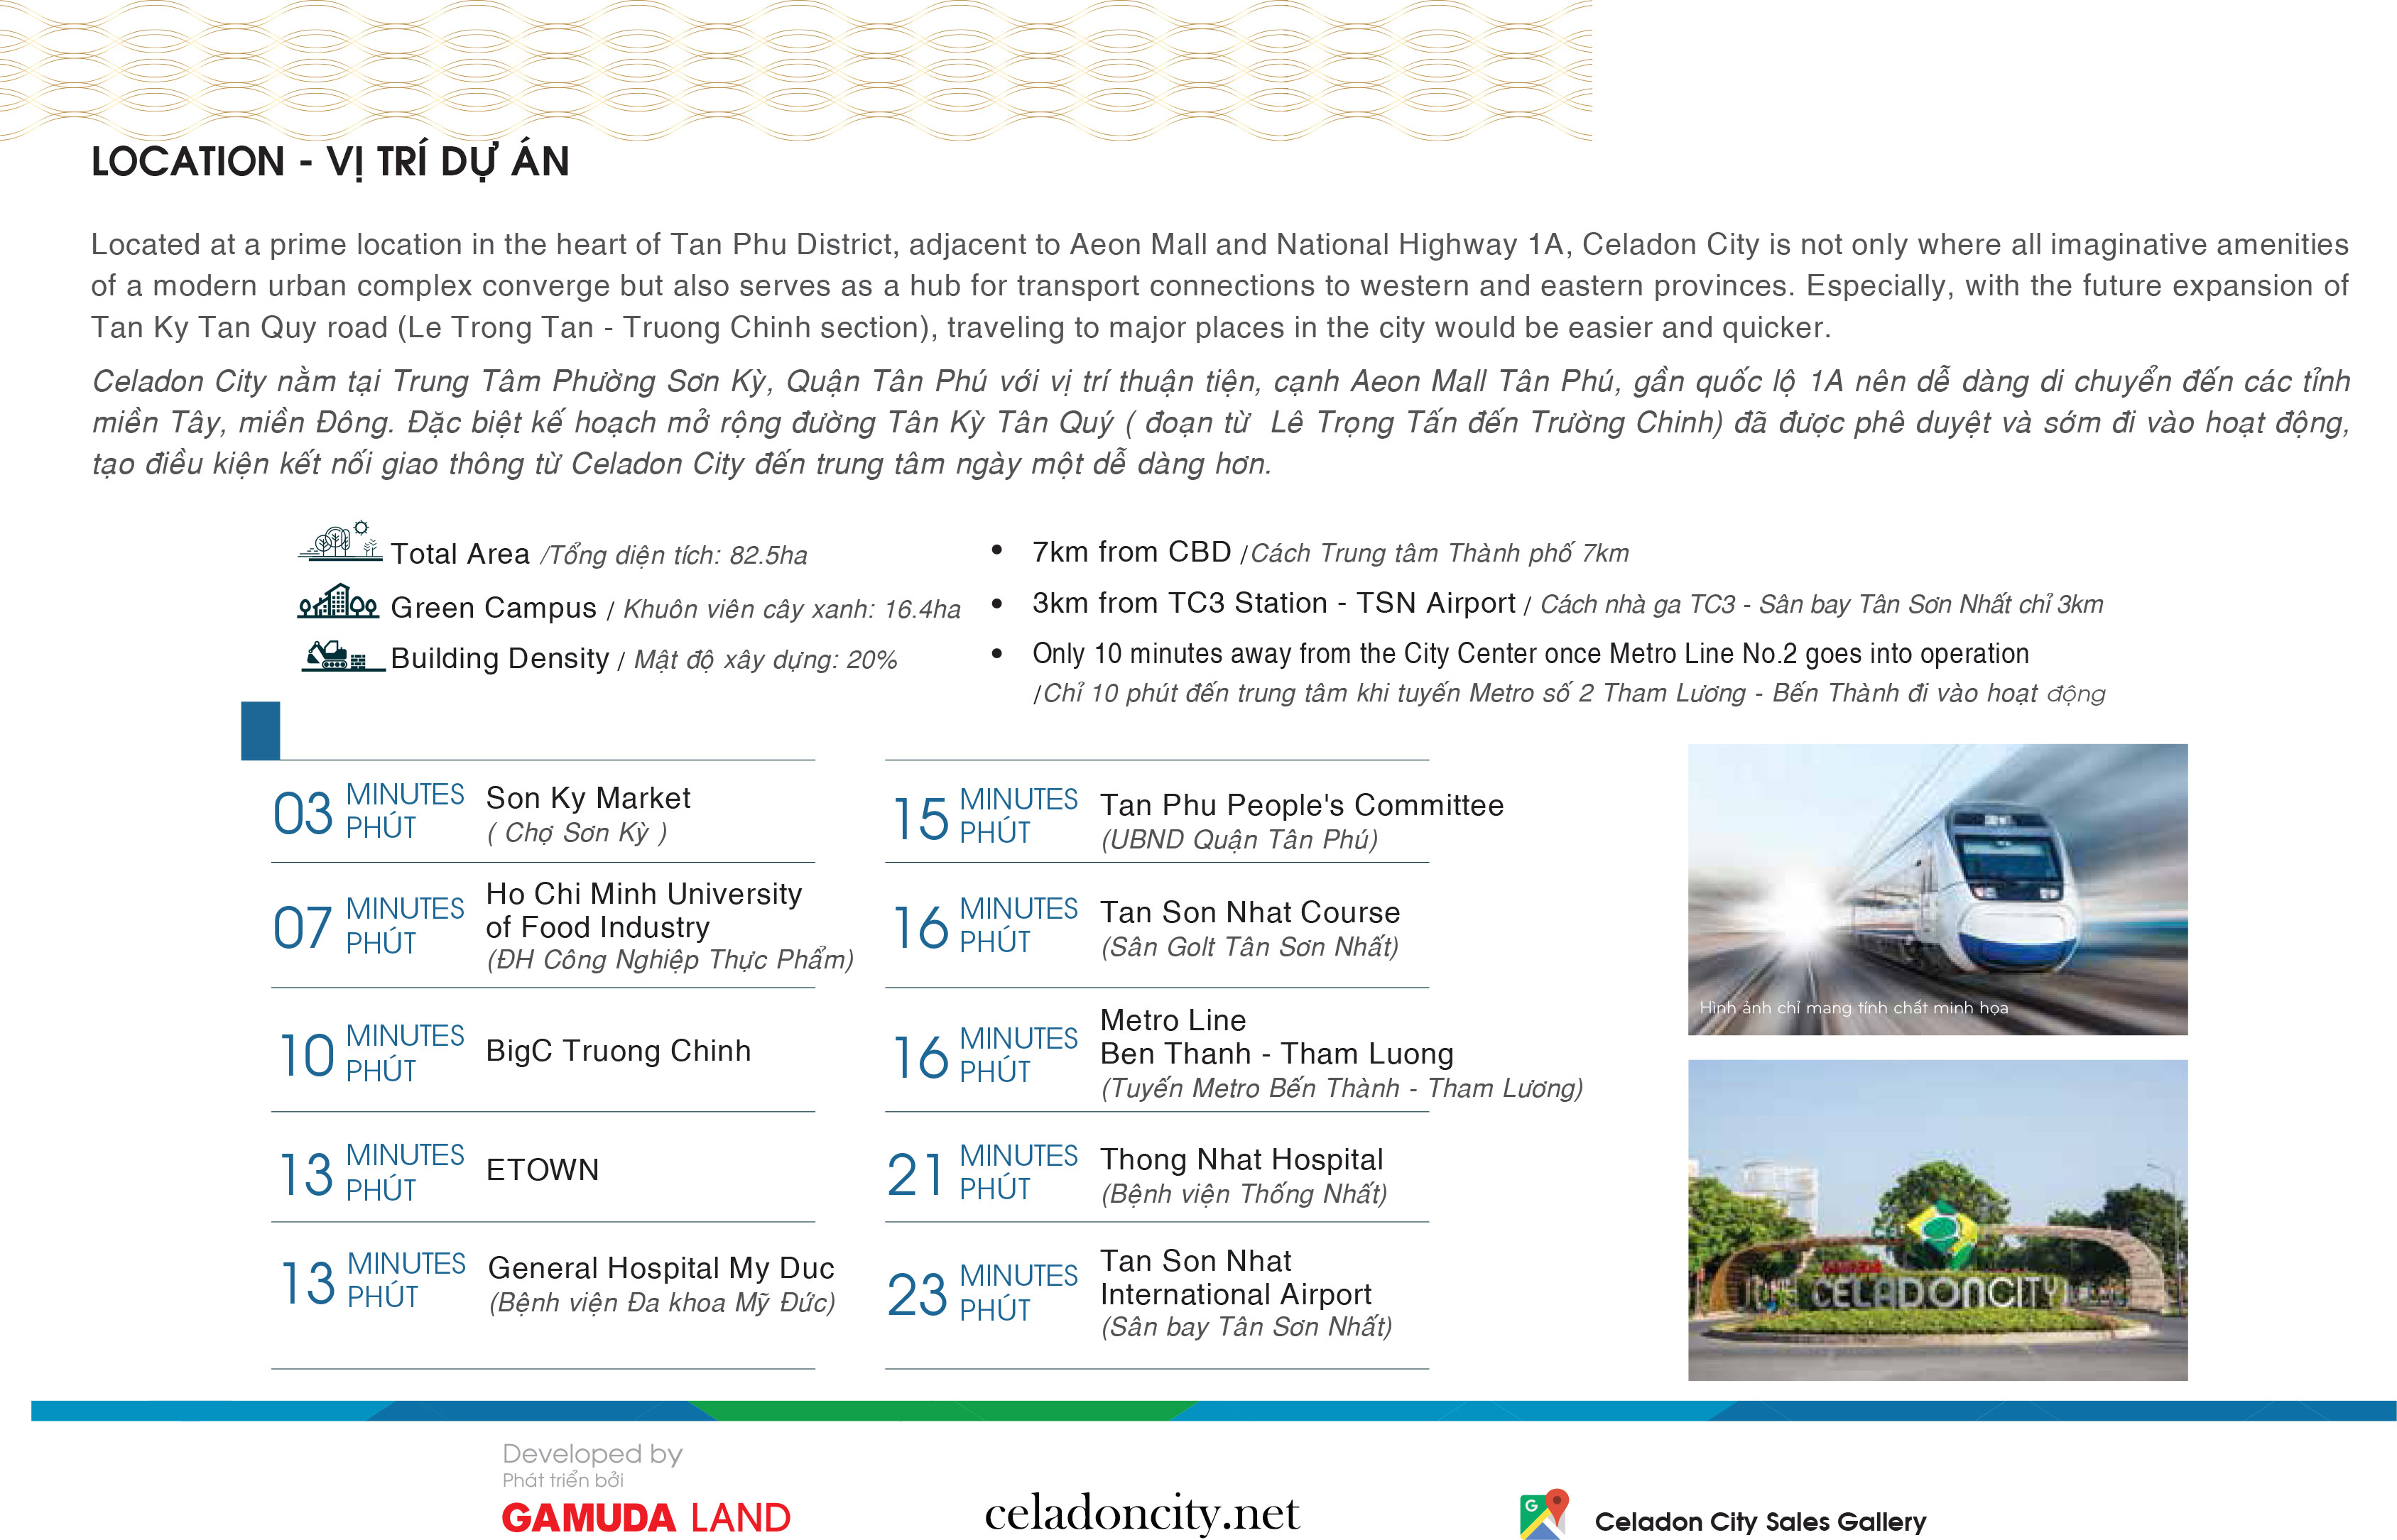 LOCATION - VỊ TRÍ DỰ ÁN
Located at a prime location in the heart of Tan Phu District, adjacent to Aeon Mall and National Highway 1A, Celadon City is not only where all imaginative amenities
of a modern urban complex converge but also serves as a hub for transport connections to western and eastern provinces. Especially, with the future expansion of
Tan Ky Tan Quy road (Le Trong Tan - Truong Chinh section), traveling to major places in the city would be easier and quicker.
Celadon City nằm tại Trung Tâm Phường Sơn Kỳ, Quận Tân Phú với vị trí thuận tiện, cạnh Aeon Mall Tân Phú, gần quốc lộ 1A nên dễ dàng di chuyển đến các tỉnh
miền Tây, miền Đông. Đặc biệt kế hoạch mở rộng đường Tân Kỳ Tân Quý ( đoạn từ Lê Trọng Tấn đến Trường Chinh) đã được phê duyệt và sớm đi vào hoạt động,
tạo điều kiện kết nối giao thông từ Celadon City đến trung tâm ngày một dễ dàng hơn.
Total Area /Tổng diện tích: 82.5ha
Green Campus / Khuôn viên cây xanh: 16.4ha
Building Density / Mật độ xây dựng: 20%
• 7km from CBD /Cách Trung tâm Thành phố 7km
• 3km from TC3 Station - TSN Airport / Cách nhà ga TC3 - Sân bay Tân Sơn Nhất chỉ 3km
• Only 10 minutes away from the City Center once Metro Line No.2 goes into operation
/Chỉ 10 phút đến trung tâm khi tuyến Metro số 2 Tham Lương - Bến Thành đi vào hoạt động
03 MINUTES PHÚT
Son Ky Market
( Chợ Sơn Kỳ )
07 MINUTES PHÚT
Ho Chi Minh University
of Food Industry
(ĐH Công Nghiệp Thực Phẩm)
10 MINUTES PHÚT
BigC Truong Chinh
13 MINUTES PHÚT
ETOWN
13 MINUTES PHÚT
General Hospital My Duc
(Bệnh viện Đa khoa Mỹ Đức)
15 MINUTES PHÚT
Tan Phu People's Committee
(UBND Quận Tân Phú)
16 MINUTES PHÚT
Tan Son Nhat Course
(Sân Golt Tân Sơn Nhất)
16 MINUTES PHÚT
Metro Line
Ben Thanh - Tham Luong
(Tuyến Metro Bến Thành - Tham Lương)
21 MINUTES PHÚT
Thong Nhat Hospital
(Bệnh viện Thống Nhất)
23 MINUTES PHÚT
Tan Son Nhat
International Airport
(Sân bay Tân Sơn Nhất)
Hình ảnh chỉ mang tính chất minh họa
GAMUDA
CELADONCITY
Developed by
Phát triển bởi
GAMUDA LAND
celadoncity.net
G
Celadon City Sales Gallery